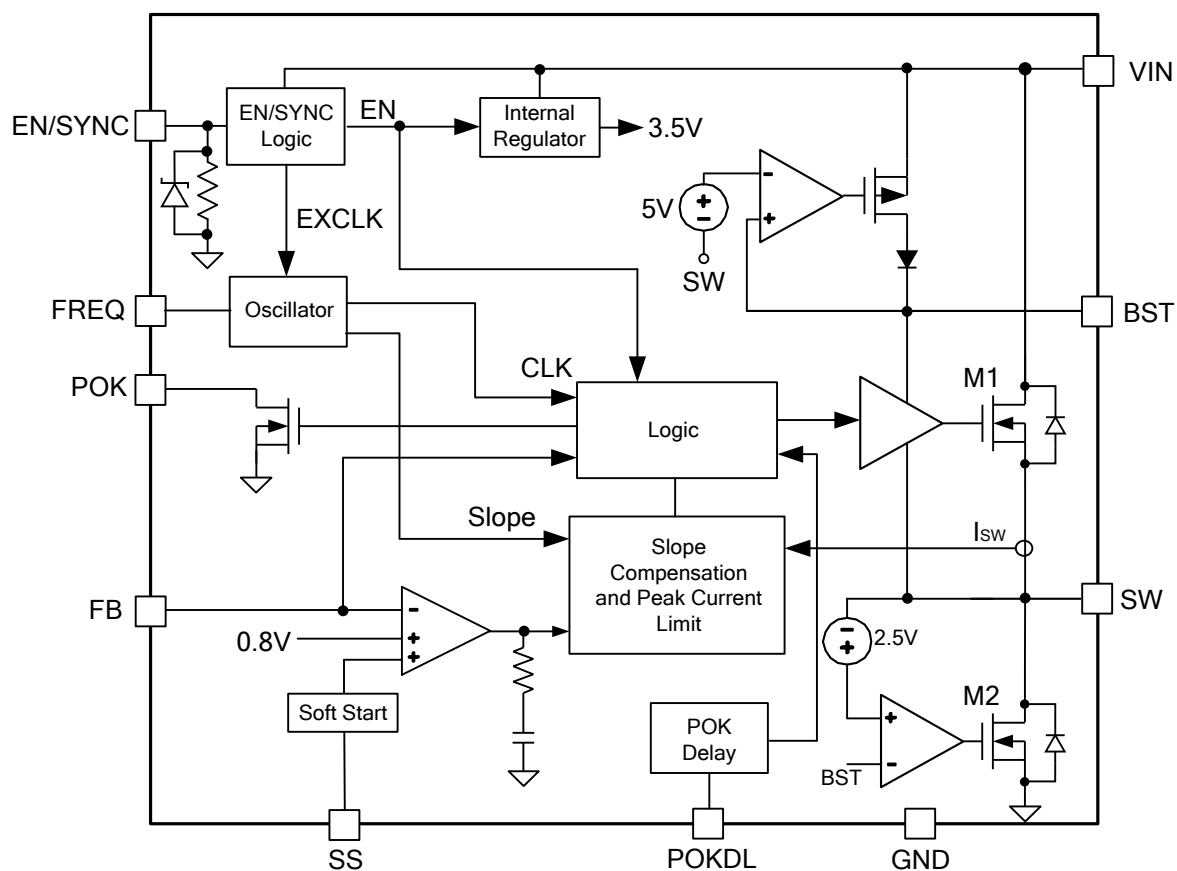 VIN
EN/SYNC
EN/SYNC
Logic
EN
Internal
Regulator
3.5V
5V
+
-
SW
-
+
EXCLK
FREQ
Oscillator
BST
POK
CLK
Logic
M1
Slope
Slope
Compensation
and Peak Current
Limit
ISW
FB
-
0.8V
+
+
SW
-
+
2.5V
Soft Start
POK
Delay
M2
+
-
BST
SS
POKDL
GND